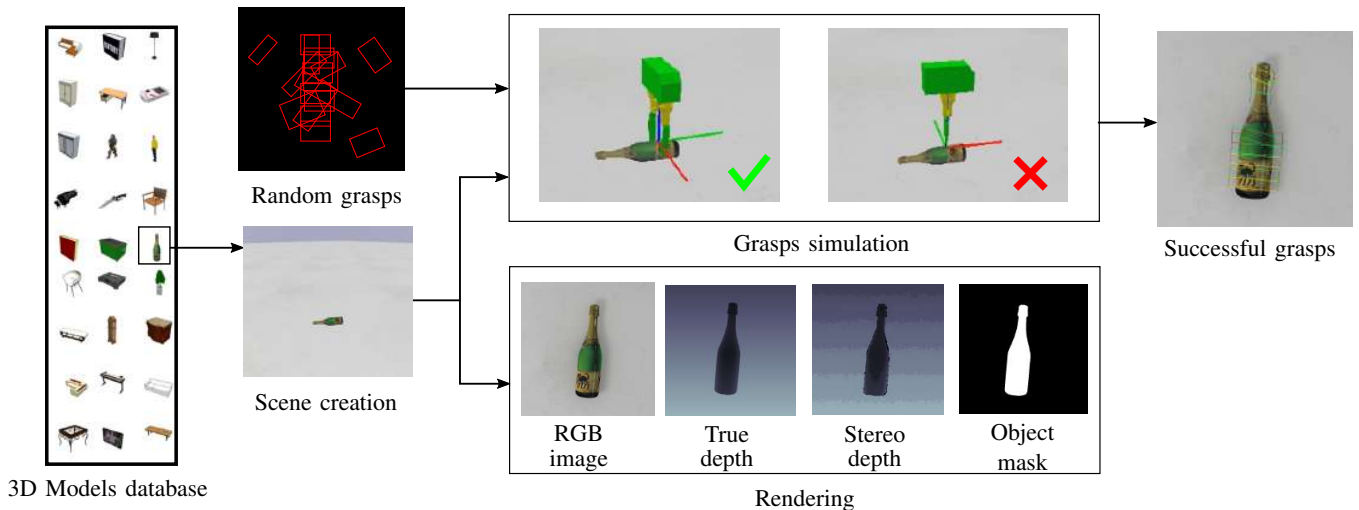 Random grasps
Grasps simulation
Successful grasps
Scene creation
RGB
image
True
depth
Stereo
depth
Object
mask
3D Models database
Rendering